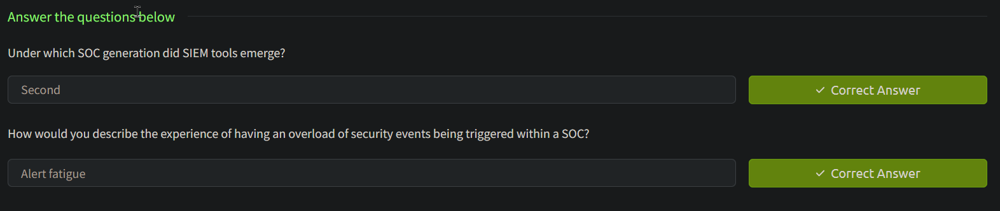 Answer the questions below
Under which SOC generation did SIEM tools emerge?
Second
✓ Correct Answer
How would you describe the experience of having an overload of security events being triggered within a SOC?
Alert fatigue
✓ Correct Answer